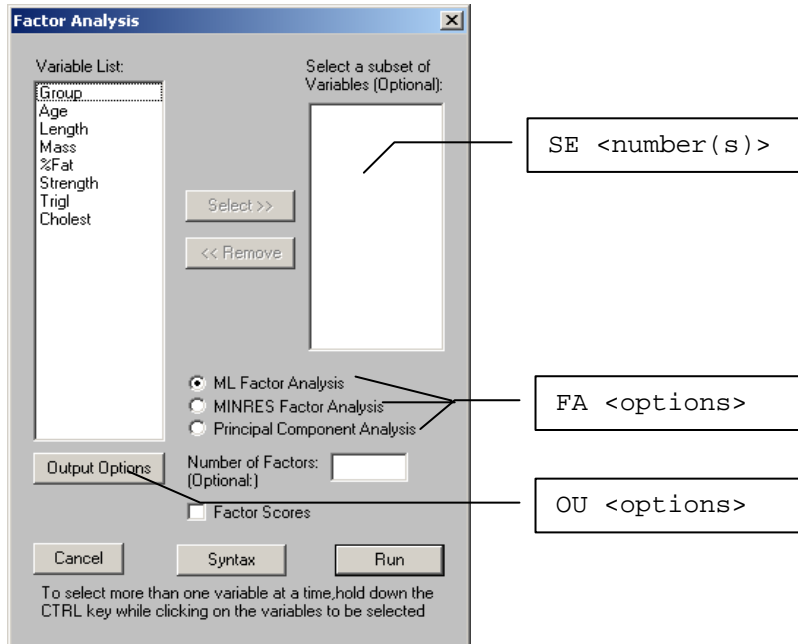 Factor Analysis
Variable List:
Select a subset of
Variables (Optional):
Group
Age
Length
Mass
%Fat
Strength
Trigl
Cholest
Select >>
<< Remove
SE <number(s)>
ML Factor Analysis
MINRES Factor Analysis
Principal Component Analysis
FA <options>
Output Options
Number of Factors:
(Optional:)
Factor Scores
OU <options>
Cancel
Syntax
Run
To select more than one variable at a time,hold down the
CTRL key while clicking on the variables to be selected